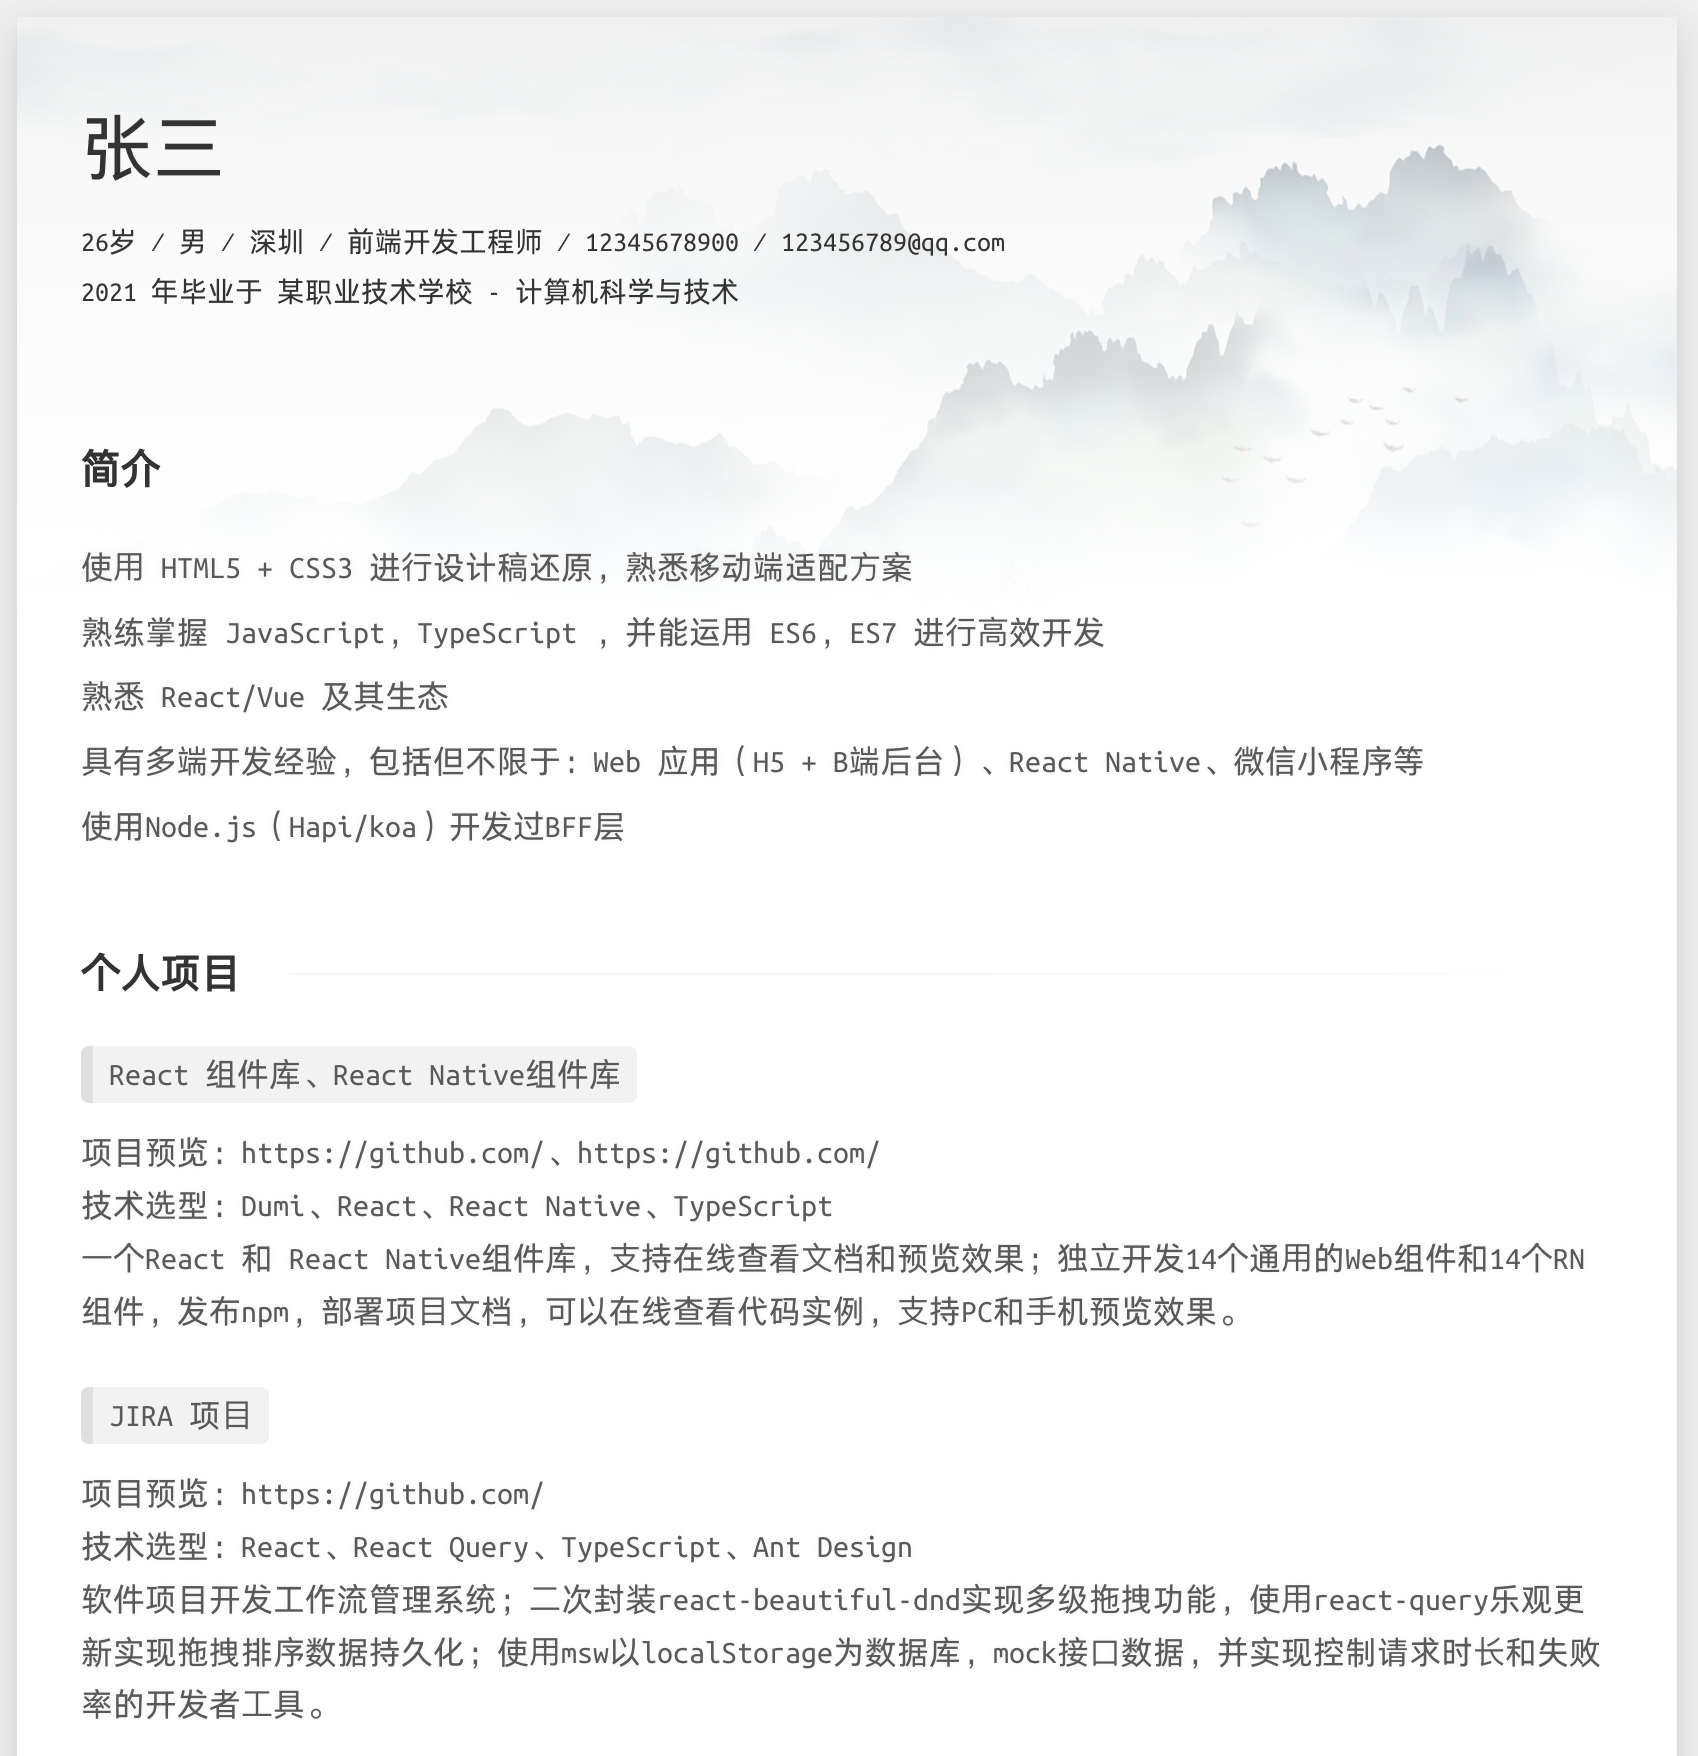 张三
26岁 / 男 / 深圳 / 前端开发工程师 / 12345678900 / 123456789@qq.com
2021 年毕业于 某职业技术学校 - 计算机科学与技术
简介
使用 HTML5 + CSS3 进行设计稿还原，熟悉移动端适配方案
熟练掌握 JavaScript，TypeScript ，并能运用 ES6，ES7 进行高效开发
熟悉 React/Vue 及其生态
具有多端开发经验，包括但不限于：Web 应用（H5 + B端后台）、React Native、微信小程序等
使用Node.js（Hapi/koa）开发过BFF层
个人项目
React 组件库、React Native组件库
项目预览：https://github.com/、https://github.com/
技术选型：Dumi、React、React Native、TypeScript
一个React 和 React Native组件库，支持在线查看文档和预览效果；独立开发14个通用的Web组件和14个RN
组件，发布npm，部署项目文档，可以在线查看代码实例，支持PC和手机预览效果。
JIRA 项目
项目预览：https://github.com/
技术选型：React、React Query、TypeScript、Ant Design
软件项目开发工作流管理系统；二次封装react-beautiful-dnd实现多级拖拽功能，使用react-query乐观更
新实现拖拽排序数据持久化；使用msw以localStorage为数据库，mock接口数据，并实现控制请求时长和失败
率的开发者工具。